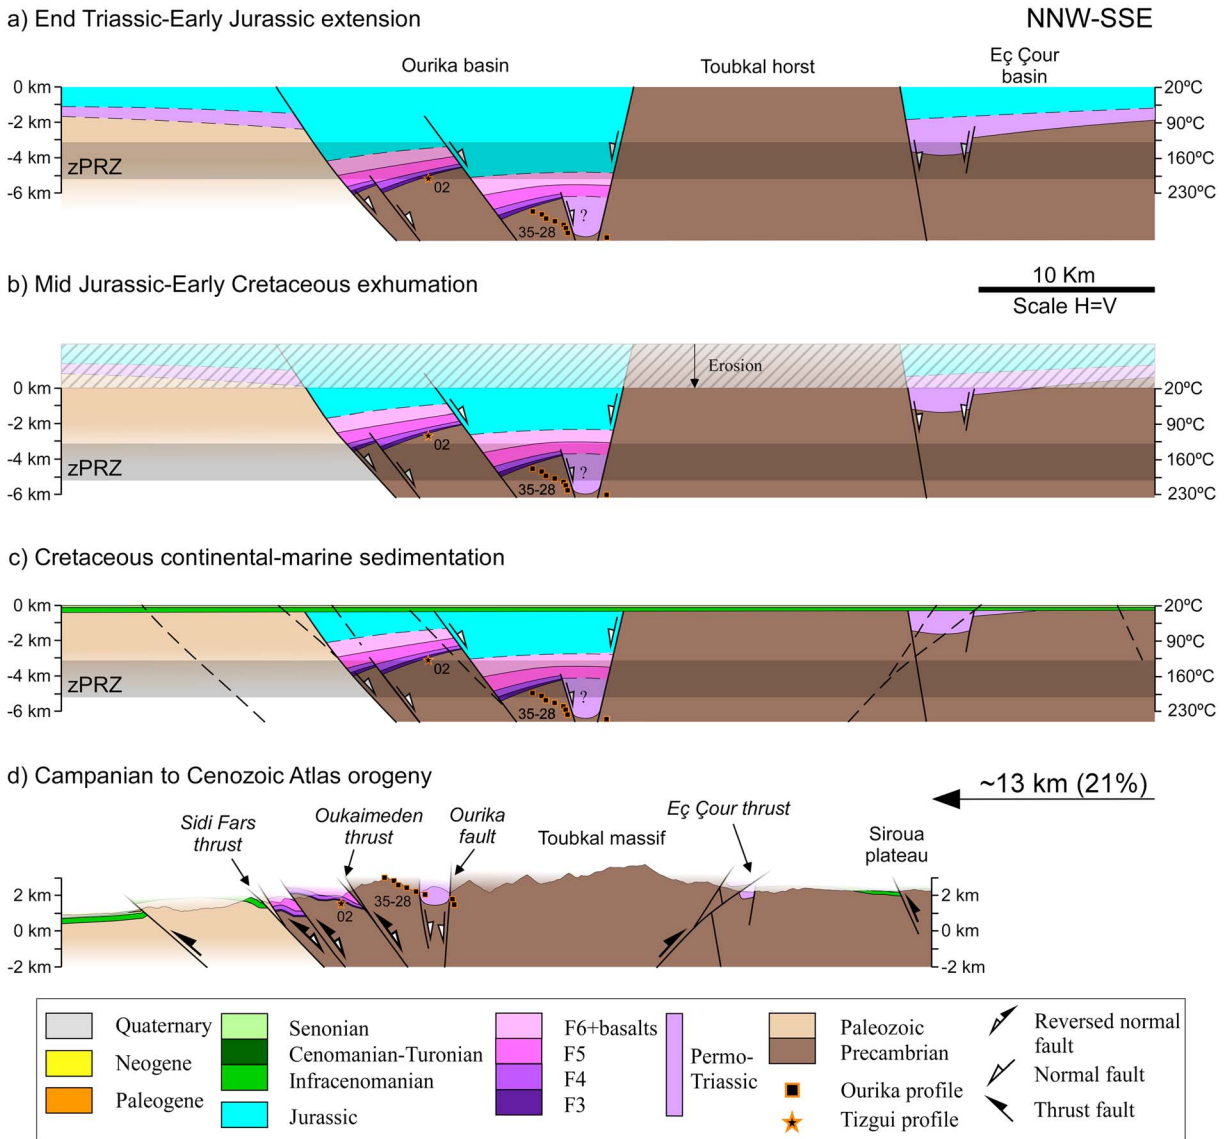 a) End Triassic-Early Jurassic extension
NNW-SSE
Ourika basin
Toubkal horst
Eç Çour
basin
0 km
-2 km
-4 km
-6 km
zPRZ
02
35-28
?
20ºC
90ºC
160ºC
230ºC
b) Mid Jurassic-Early Cretaceous exhumation
10 Km
Scale H=V
Erosion
0 km
-2 km
-4 km
-6 km
zPRZ
02
35-28
?
20ºC
90ºC
160ºC
230ºC
c) Cretaceous continental-marine sedimentation
0 km
-2 km
-4 km
-6 km
zPRZ
02
35-28
?
20ºC
90ºC
160ºC
230ºC
d) Campanian to Cenozoic Atlas orogeny
~13 km (21%)
Sidi Fars
thrust
Oukaimeden
thrust
Ourika
fault
Toubkal massif
Eç Çour thrust
Siroua
plateau
2 km
0 km
-2 km
02
35-28
2 km
0 km
-2 km
Quaternary
Neogene
Paleogene
Senonian
Cenomanian-Turonian
Infracenomanian
Jurassic
F6+basalts
F5
F4
F3
Permo-
Triassic
Paleozoic
Precambrian
Ourika profile
Tizgui profile
Reversed normal
fault
Normal fault
Thrust fault